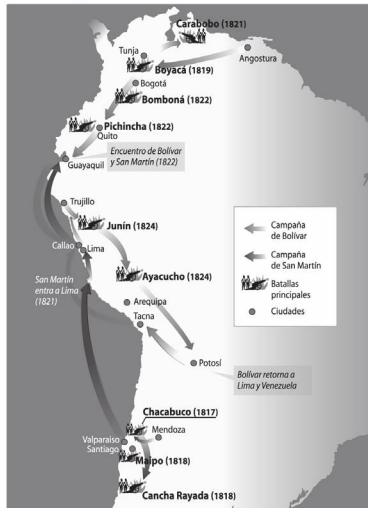 Carabobo (1821)
Tunja
Angostura
Boyacá (1819)
Bogotá
Bomboná (1822)
Pichincha (1822)
Quito
Encuentro de Bolívar
y San Martín (1822)
Guayaquil
Trujillo
Junín (1824)
Callao
Lima
Ayacucho (1824)
San Martín
entra a Lima
(1821)
Arequipa
Tacna
Potosí
Bolívar retorna a
Lima y Venezuela
Campaña
de Bolívar
Campaña
de San Martín
Batallas
principales
Ciudades
Chacabuco (1817)
Mendoza
Valparaiso
Santiago
Maipo (1818)
Cancha Rayada (1818)